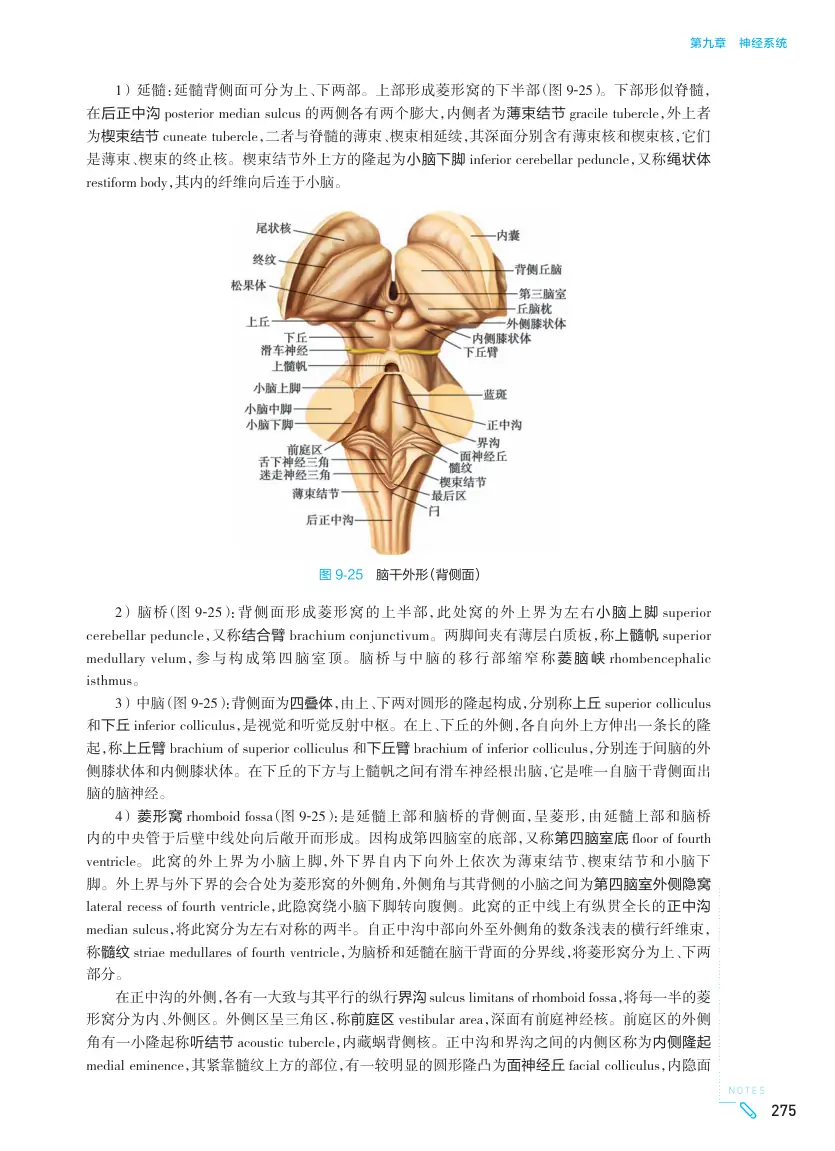 第九章 神经系统
1）延髓：延髓背侧面可分为上、下两部。上部形成菱形窝的下半部（图 9-25）。下部形似脊髓，
在后正中沟 posterior median sulcus 的两侧各有两个膨大，内侧者为薄束结节 gracile tubercle，外上者
为楔束结节 cuneate tubercle，二者与脊髓的薄束、楔束相延续，其深面分别含有薄束核和楔束核，它们
是薄束、楔束的终止核。楔束结节外上方的隆起为小脑下脚 inferior cerebellar peduncle，又称绳状体
restiform body，其内的纤维向后连于小脑。
尾状核
终纹
松果体
上丘
下丘
滑车神经
上髓帆
小脑上脚
小脑中脚
小脑下脚
前庭区
舌下神经三角
迷走神经三角
薄束结节
后正中沟
内囊
背侧丘脑
第三脑室
丘脑枕
外侧膝状体
内侧膝状体
下丘臂
蓝斑
正中沟
界沟
面神经丘
髓纹
楔束结节
最后区
闩
图 9-25 脑干外形（背侧面）
2）脑桥（图 9-25）：背侧面形成菱形窝的上半部，此处窝的外上界为左右小脑上脚 superior
cerebellar peduncle，又称结合臂 brachium conjunctivum。两脚间夹有薄层白质板，称上髓帆 superior
medullary velum，参与构成第四脑室顶。脑桥与中脑的移行部缩窄称菱脑峡 rhombencephalic
isthmus。
3）中脑（图 9-25）：背侧面为四叠体，由上、下两对圆形的隆起构成，分别称上丘 superior colliculus
和下丘 inferior colliculus，是视觉和听觉反射中枢。在上、下丘的外侧，各自向外上方伸出一条长的隆
起，称上丘臂 brachium of superior colliculus 和下丘臂 brachium of inferior colliculus，分别连于间脑的外
侧膝状体和内侧膝状体。在下丘的下方与上髓帆之间有滑车神经根出脑，它是唯一自脑干背侧面出
脑的脑神经。
4）菱形窝 rhomboid fossa（图 9-25）：是延髓上部和脑桥的背侧面，呈菱形，由延髓上部和脑桥
内的中央管于后壁中线处向后敞开而形成。因构成第四脑室的底部，又称第四脑室底 floor of fourth
ventricle。此窝的外上界为小脑上脚，外下界自内下向外上依次为薄束结节、楔束结节和小脑下
脚。外上界与外下界的会合处为菱形窝的外侧角，外侧角与其背侧的小脑之间为第四脑室外侧隐窝
lateral recess of fourth ventricle，此隐窝绕小脑下脚转向腹侧。此窝的正中线上有纵贯全长的正中沟
median sulcus，将此窝分为左右对称的两半。自正中沟中部向外至外侧角的数条浅表的横行纤维束，
称髓纹 striae medullares of fourth ventricle，为脑桥和延髓在脑干背面的分界线，将菱形窝分为上、下两
部分。
在正中沟的外侧，各有一大致与其平行的纵行界沟 sulcus limitans of rhomboid fossa，将每一半的菱
形窝分为内、外侧区。外侧区呈三角区，称前庭区 vestibular area，深面有前庭神经核。前庭区的外侧
角有一小隆起称听结节 acoustic tubercle，内藏蜗背侧核。正中沟和界沟之间的内侧区称为内侧隆起
medial eminence，其紧靠髓纹上方的部位，有一较明显的圆形隆凸为面神经丘 facial colliculus，内隐面
NOTES
275